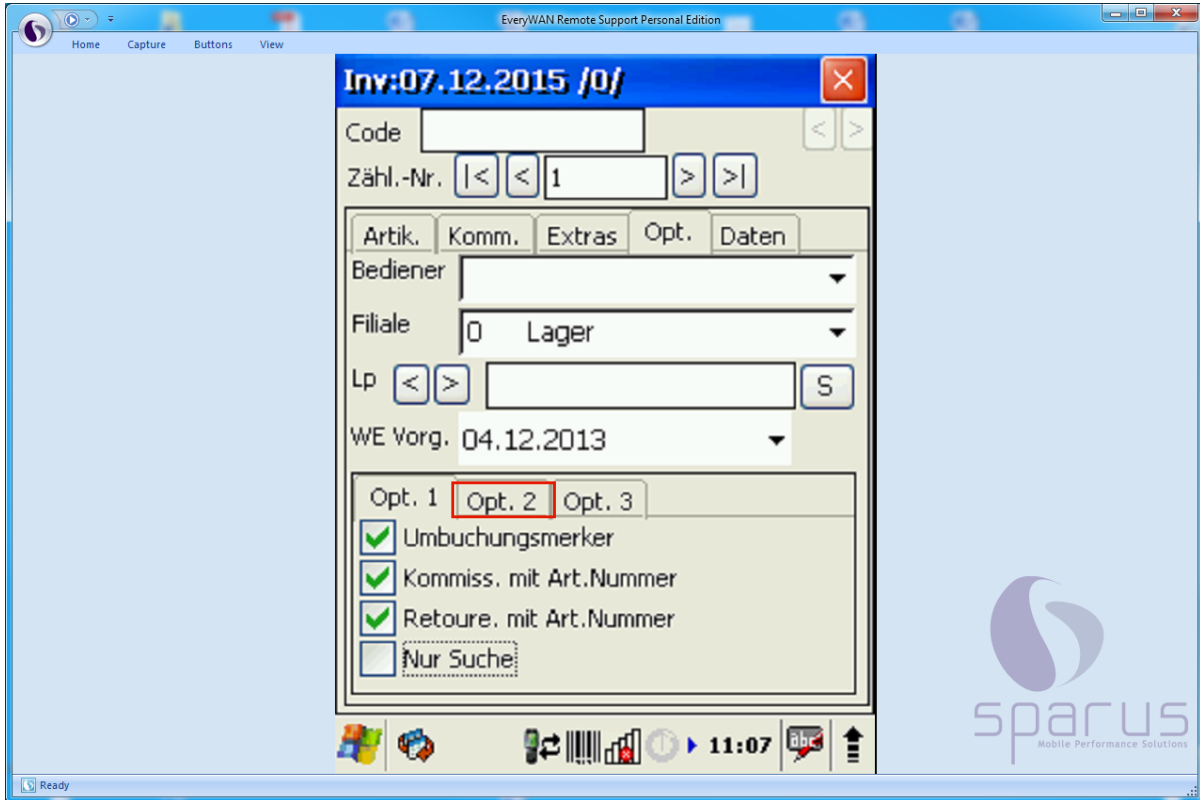 EveryWAN Remote Support Personal Edition
Home Capture Buttons View
Inv:07.12.2015 /0/
Code < >
Zähl.-Nr. |< < 1 > >|
Artik. Komm. Extras Opt. Daten
Bediener
Filiale 0 Lager
Lp < > S
WE Vorg. 04.12.2013
Opt. 1 Opt. 2 Opt. 3
Umbuchungsmerker
Kommiss. mit Art.Nummer
Retoure. mit Art.Nummer
Nur Suche
sparus
Mobile Performance Solutions
11:07 abc
Ready